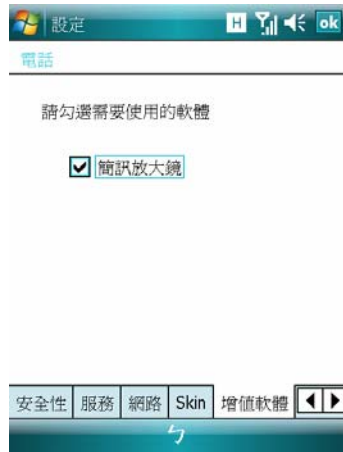 設定 H ok
電話
請勾選需要使用的軟體
簡訊放大鏡
安全性 服務 網路 Skin 增值軟體
ㄅ